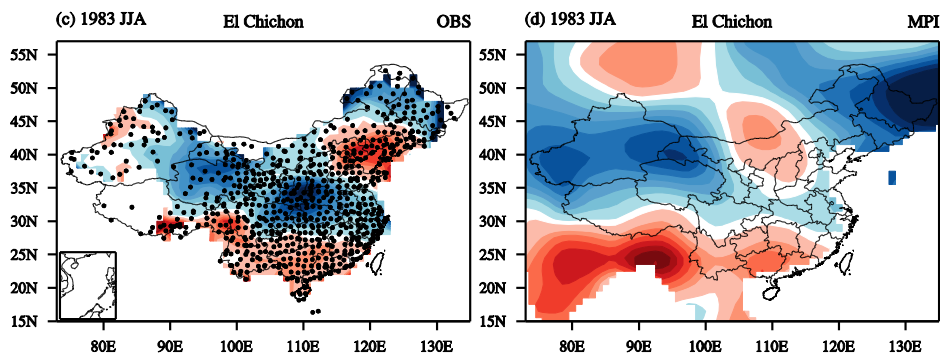 (c) 1983 JJA El Chichon OBS
55N
50N
45N
40N
35N
30N
25N
20N
15N
80E 90E 100E 110E 120E 130E
(d) 1983 JJA El Chichon MPI
55N
50N
45N
40N
35N
30N
25N
20N
15N
80E 90E 100E 110E 120E 130E